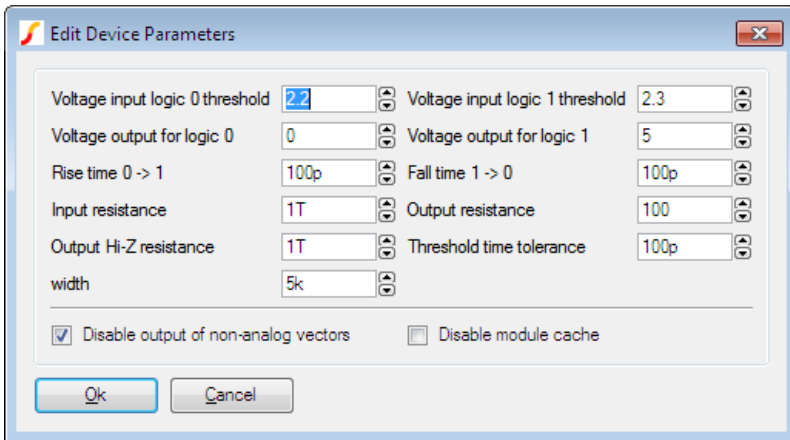 Edit Device Parameters
Voltage input logic 0 threshold 2.2 Voltage input logic 1 threshold 2.3
Voltage output for logic 0 0 Voltage output for logic 1 5
Rise time 0 -> 1 100p Fall time 1 -> 0 100p
Input resistance 1T Output resistance 100
Output Hi-Z resistance 1T Threshold time tolerance 100p
width 5k
Disable output of non-analog vectors Disable module cache
Ok Cancel